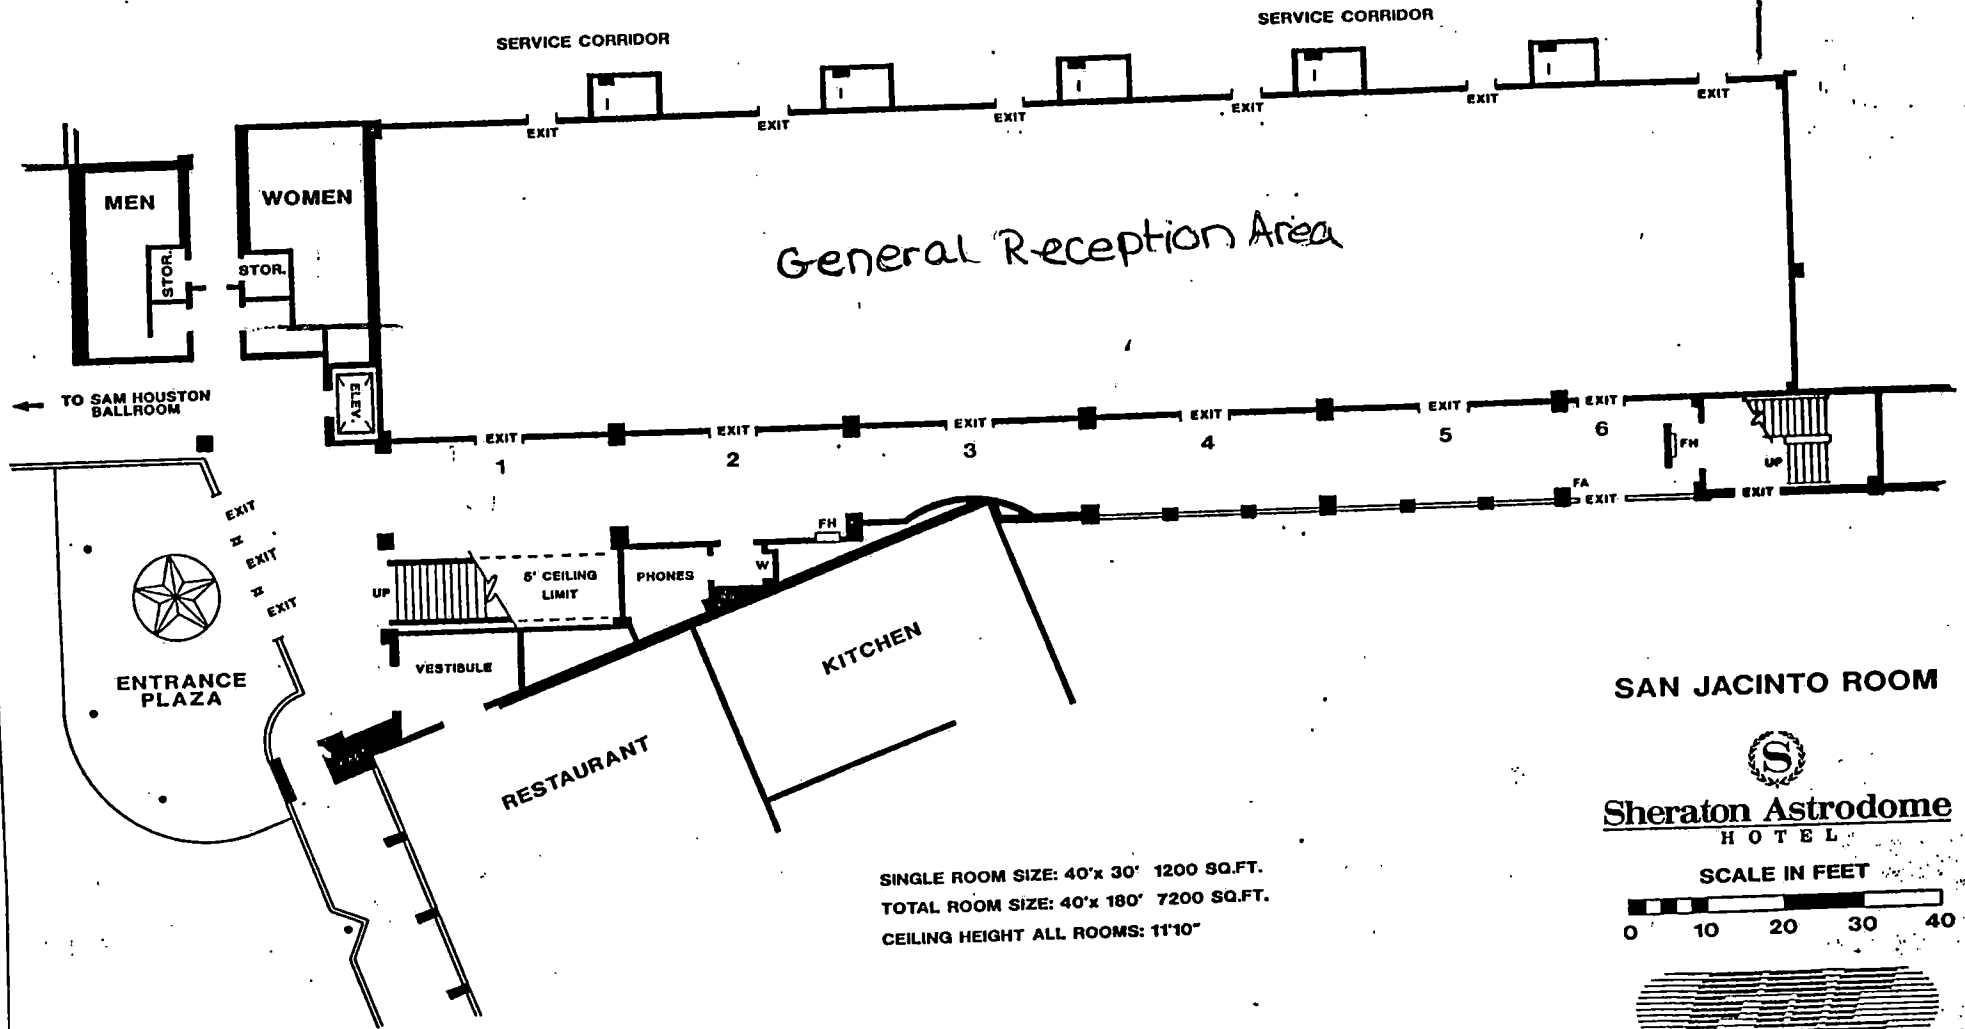 SERVICE CORRIDOR
SERVICE CORRIDOR
EXIT
EXIT
EXIT
EXIT
EXIT
EXIT
MEN
WOMEN
STOR.
STOR.
General Reception Area
ELEV.
TO SAM HOUSTON
BALLROOM
EXIT
EXIT
EXIT
EXIT
EXIT
EXIT
1
2
3
4
5
6
FH
UP
FA
EXIT
EXIT
EXIT
EXIT
EXIT
FH
UP
5' CEILING
LIMIT
PHONES
W
VESTIBULE
KITCHEN
RESTAURANT
ENTRANCE
PLAZA
SAN JACINTO ROOM
S
Sheraton Astrodome
HOTEL
SINGLE ROOM SIZE: 40'x 30' 1200 SQ.FT.
TOTAL ROOM SIZE: 40'x 180' 7200 SQ.FT.
CEILING HEIGHT ALL ROOMS: 11'10"
SCALE IN FEET
0 10 20 30 40